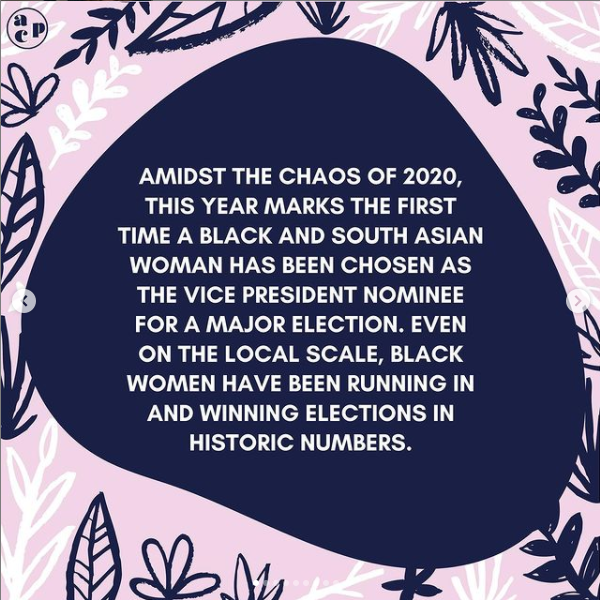 acp
AMIDST THE CHAOS OF 2020,
THIS YEAR MARKS THE FIRST
TIME A BLACK AND SOUTH ASIAN
WOMAN HAS BEEN CHOSEN AS
THE VICE PRESIDENT NOMINEE
FOR A MAJOR ELECTION. EVEN
ON THE LOCAL SCALE, BLACK
WOMEN HAVE BEEN RUNNING IN
AND WINNING ELECTIONS IN
HISTORIC NUMBERS.